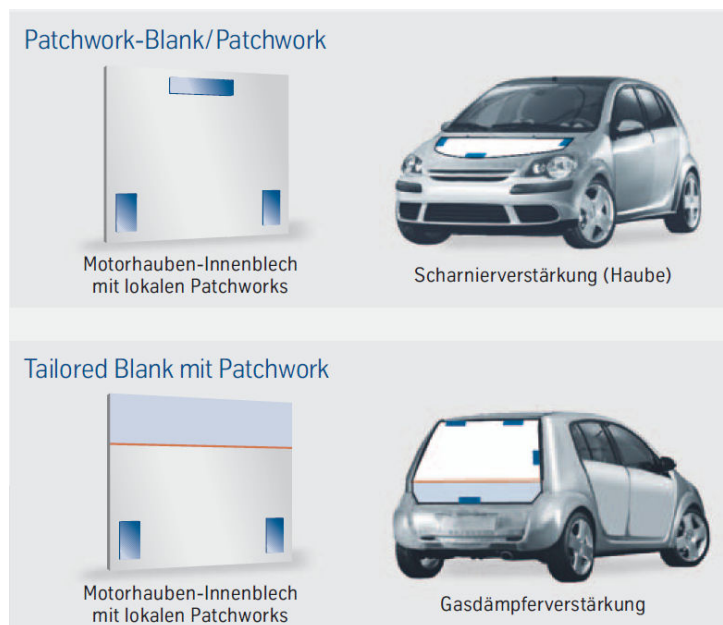 Patchwork-Blank/Patchwork
Motorhauben-Innenblech
mit lokalen Patchworks
Scharnierverstärkung (Haube)
Tailored Blank mit Patchwork
Motorhauben-Innenblech
mit lokalen Patchworks
Gasdämpferverstärkung